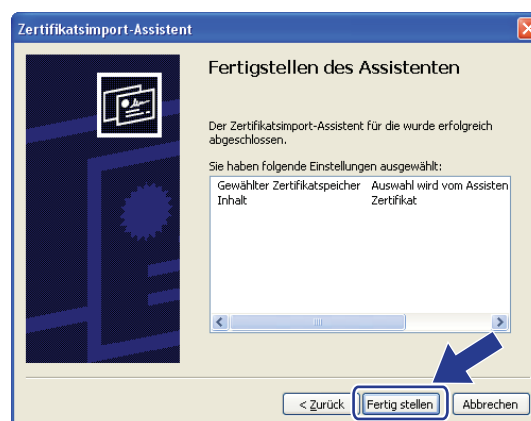 Zertifikatsimport-Assistent
Fertigstellen des Assistenten
Der Zertifikatsimport-Assistent für die wurde erfolgreich
abgeschlossen.
Sie haben folgende Einstellungen ausgewählt:
Gewählter Zertifikatspeicher Auswahl wird vom Assisten
Inhalt Zertifikat
< Zurück Fertig stellen Abbrechen